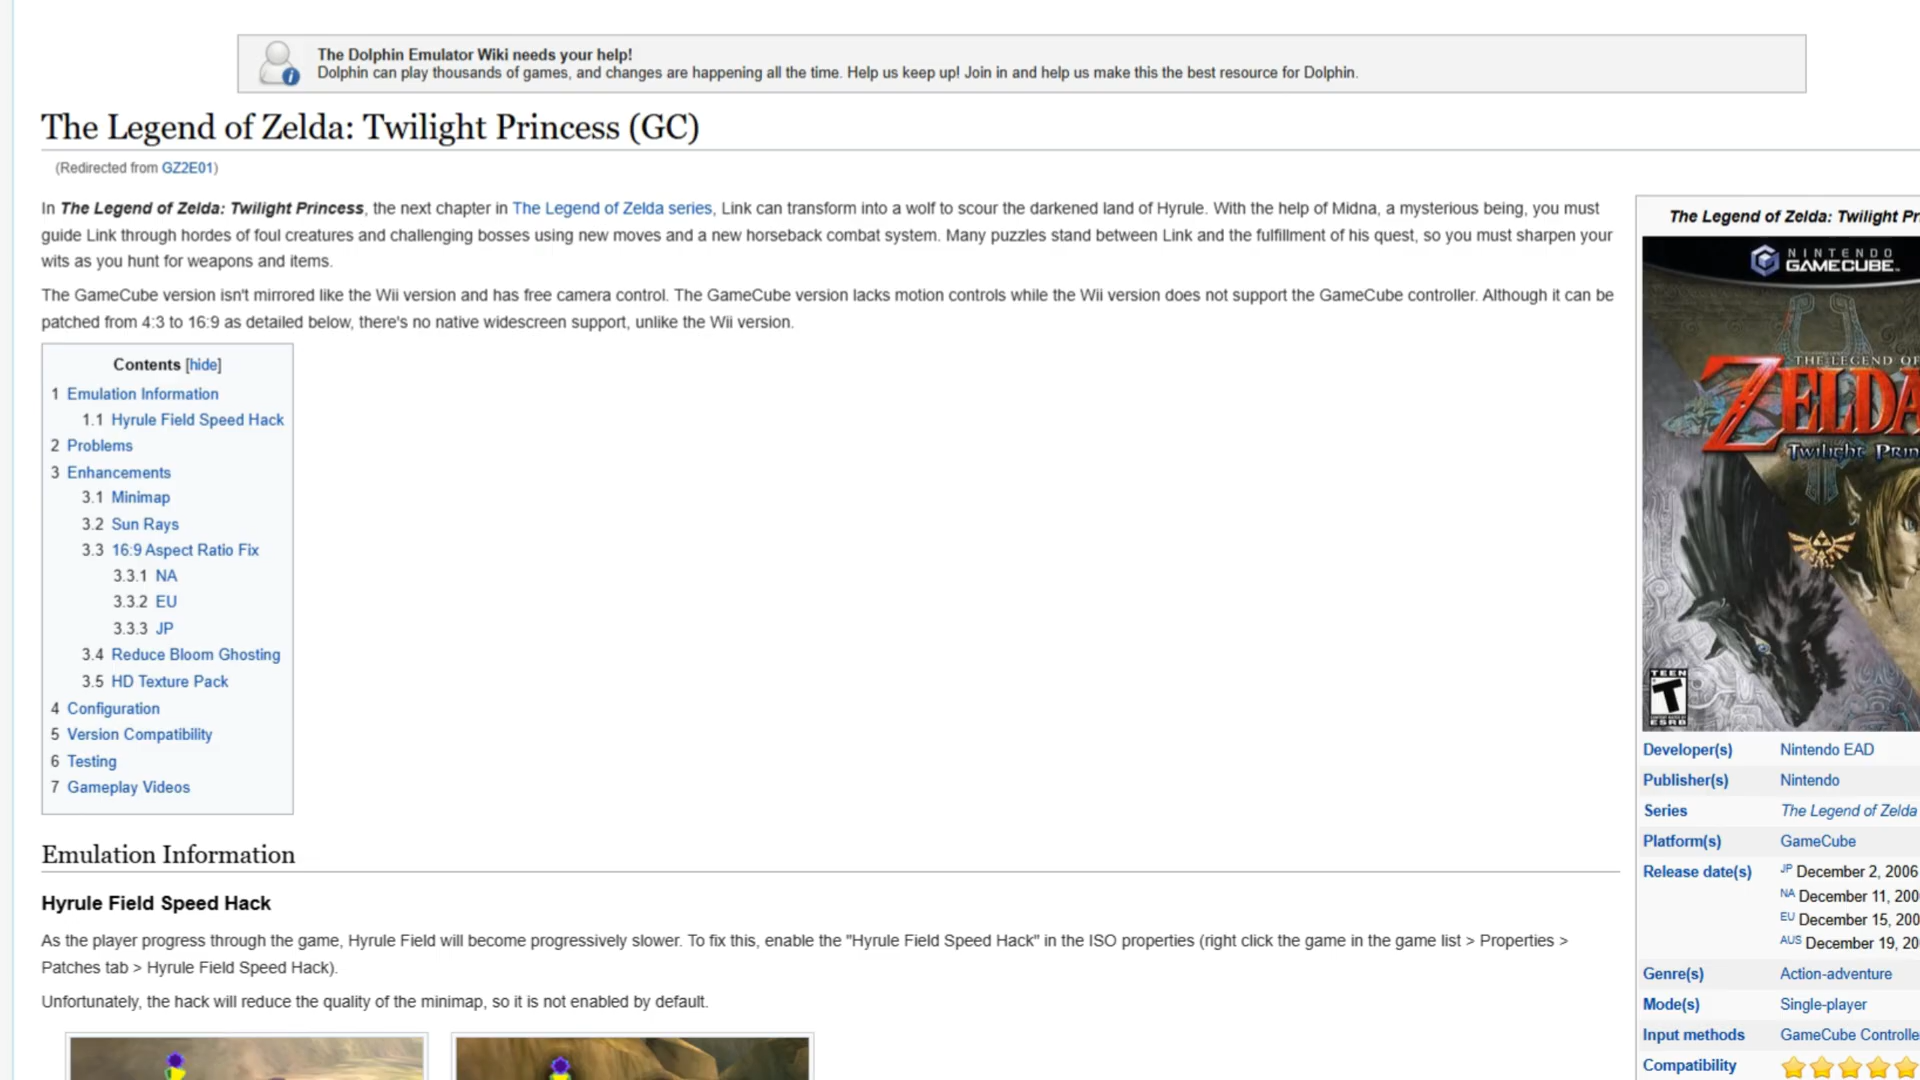 The Dolphin Emulator Wiki needs your help!
Dolphin can play thousands of games, and changes are happening all the time. Help us keep up! Join in and help us make this the best resource for Dolphin.
The Legend of Zelda: Twilight Princess (GC)
(Redirected from GZ2E01)
In The Legend of Zelda: Twilight Princess, the next chapter in The Legend of Zelda series, Link can transform into a wolf to scour the darkened land of Hyrule. With the help of Midna, a mysterious being, you must
guide Link through hordes of foul creatures and challenging bosses using new moves and a new horseback combat system. Many puzzles stand between Link and the fulfillment of his quest, so you must sharpen your
wits as you hunt for weapons and items.
The GameCube version isn't mirrored like the Wii version and has free camera control. The GameCube version lacks motion controls while the Wii version does not support the GameCube controller. Although it can be
patched from 4:3 to 16:9 as detailed below, there's no native widescreen support, unlike the Wii version.
Contents [hide]
1 Emulation Information
1.1 Hyrule Field Speed Hack
2 Problems
3 Enhancements
3.1 Minimap
3.2 Sun Rays
3.3 16:9 Aspect Ratio Fix
3.3.1 NA
3.3.2 EU
3.3.3 JP
3.4 Reduce Bloom Ghosting
3.5 HD Texture Pack
4 Configuration
5 Version Compatibility
6 Testing
7 Gameplay Videos
Emulation Information
Hyrule Field Speed Hack
As the player progress through the game, Hyrule Field will become progressively slower. To fix this, enable the "Hyrule Field Speed Hack" in the ISO properties (right click the game in the game list > Properties >
Patches tab > Hyrule Field Speed Hack).
Unfortunately, the hack will reduce the quality of the minimap, so it is not enabled by default.
The Legend of Zelda: Twilight Pr
NINTENDO
GAMECUBE
THE LEGEND OF
ZELDA
Twilight Prin
TEEN
T
ESRB
Developer(s) Nintendo EAD
Publisher(s) Nintendo
Series The Legend of Zelda
Platform(s) GameCube
Release date(s) JP December 2, 2006
NA December 11, 200
EU December 15, 200
AUS December 19, 20
Genre(s) Action-adventure
Mode(s) Single-player
Input methods GameCube Controlle
Compatibility